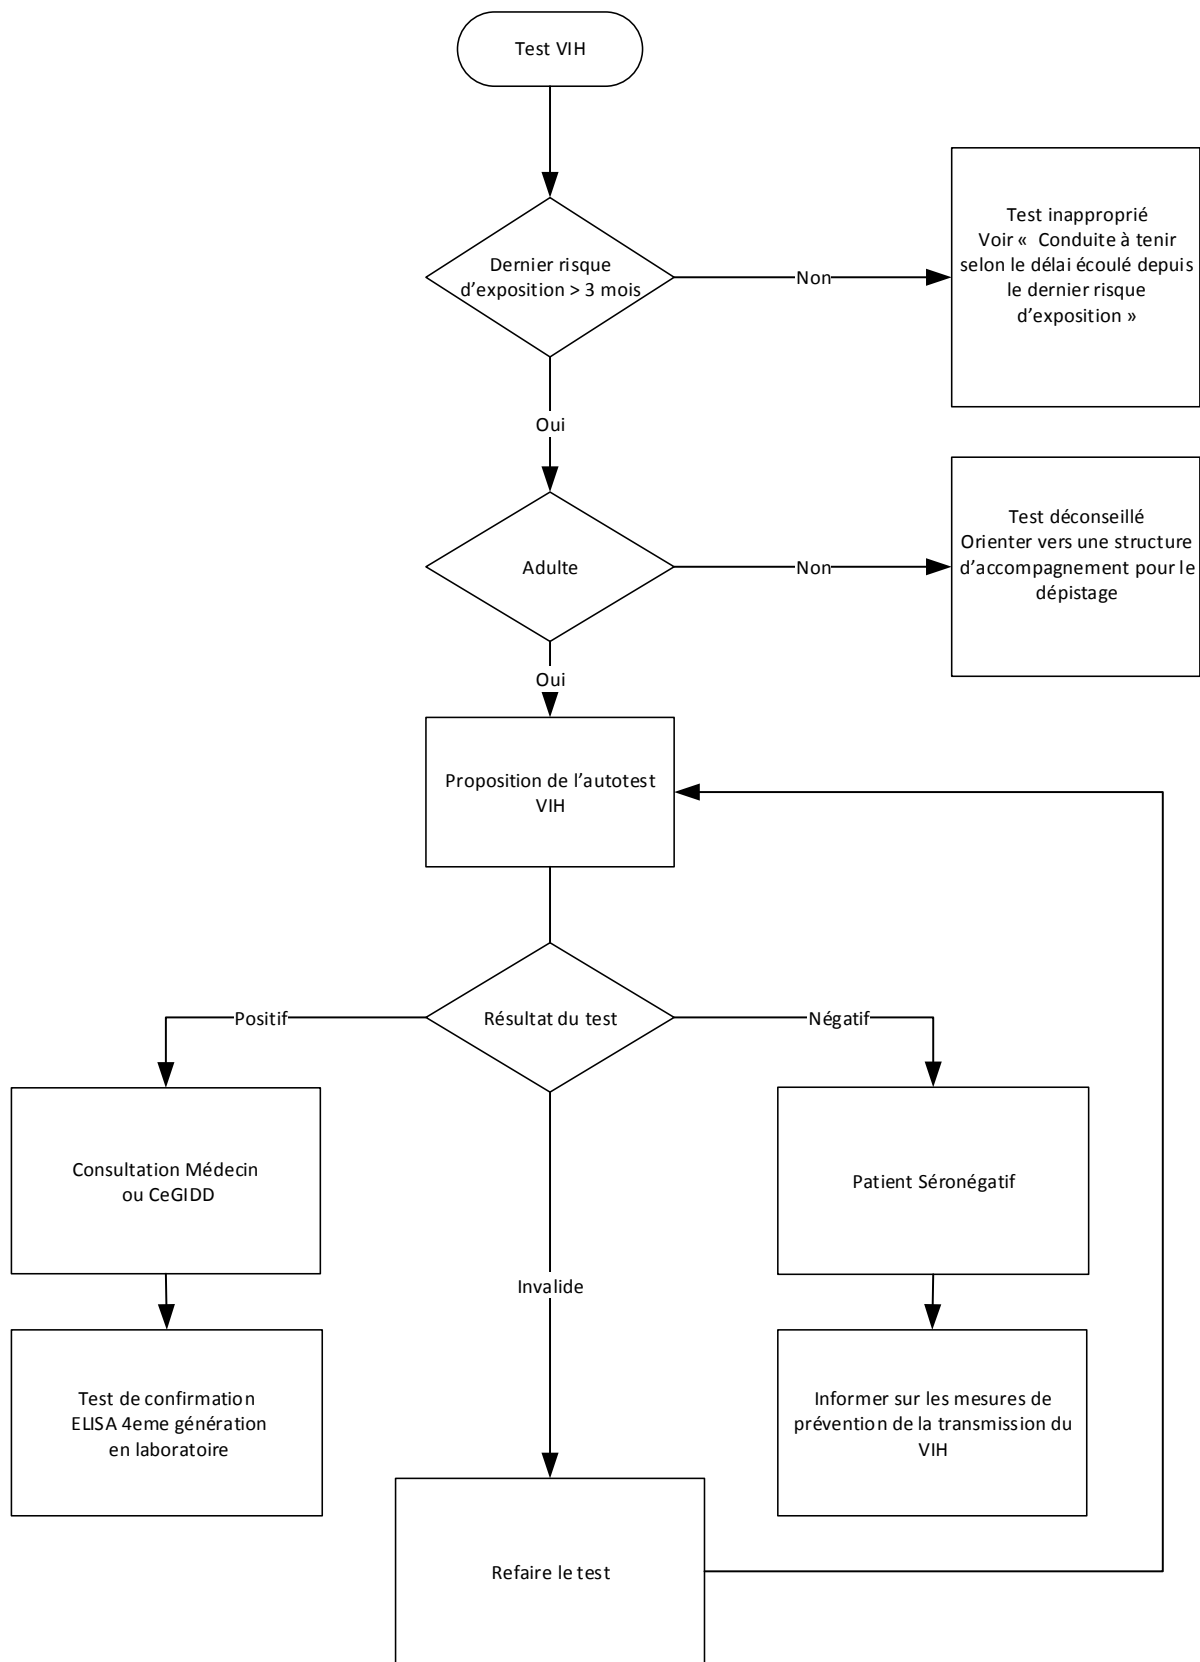 Test VIH
Dernier risque
d’exposition > 3 mois
Non
Test inapproprié
Voir «  Conduite à tenir
selon le délai écoulé depuis
le dernier risque
d’exposition »
Oui
Adulte
Non
Test déconseillé
Orienter vers une structure
d’accompagnement pour le
dépistage
Oui
Proposition de l’autotest
VIH
Résultat du test
Positif
Négatif
Consultation Médecin
ou CeGIDD
Patient Séronégatif
Invalide
Test de confirmation
ELISA 4eme génération
en laboratoire
Informer sur les mesures de
prévention de la transmission du
VIH
Refaire le test